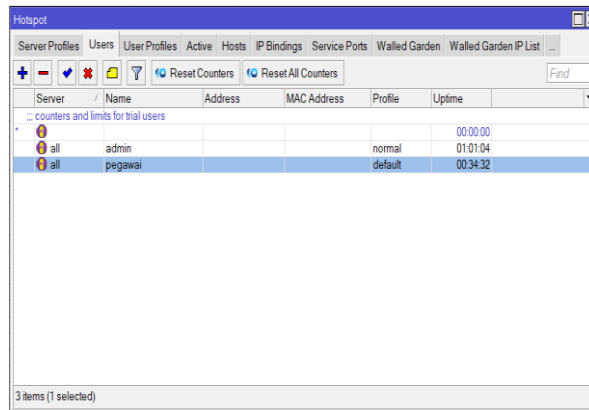 Hotspot
Server Profiles Users User Profiles Active Hosts IP Bindings Service Ports Walled Garden Walled Garden IP List ...
Reset Counters Reset All Counters Find
Server Name Address MAC Address Profile Uptime
;;; counters and limits for trial users
* 00:00:00
all admin normal 01:01:04
all pegawai default 00:34:32
3 items (1 selected)